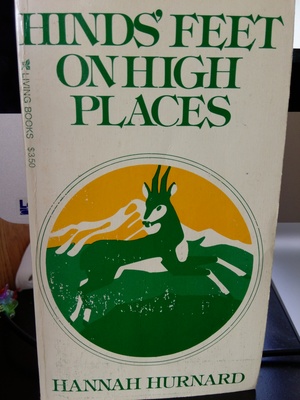 HINDS' FEET
ON HIGH
PLACES
LIVING BOOKS $3.50
HANNAH HURNARD